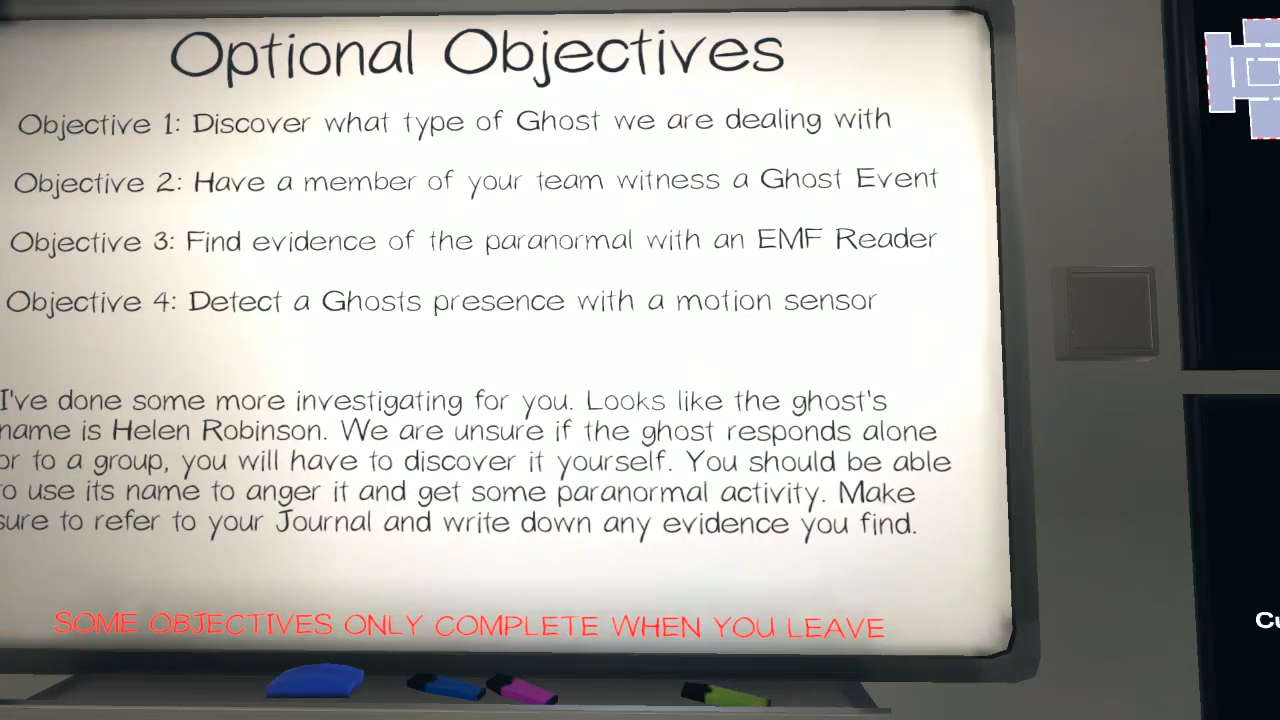 Optional Objectives
Objective 1: Discover what type of Ghost we are dealing with
Objective 2: Have a member of your team witness a Ghost Event
Objective 3: Find evidence of the paranormal with an EMF Reader
Objective 4: Detect a Ghosts presence with a motion sensor
I've done some more investigating for you. Looks like the ghost's
name is Helen Robinson. We are unsure if the ghost responds alone
or to a group, you will have to discover it yourself. You should be able
to use its name to anger it and get some paranormal activity. Make
sure to refer to your Journal and write down any evidence you find.
SOME OBJECTIVES ONLY COMPLETE WHEN YOU LEAVE